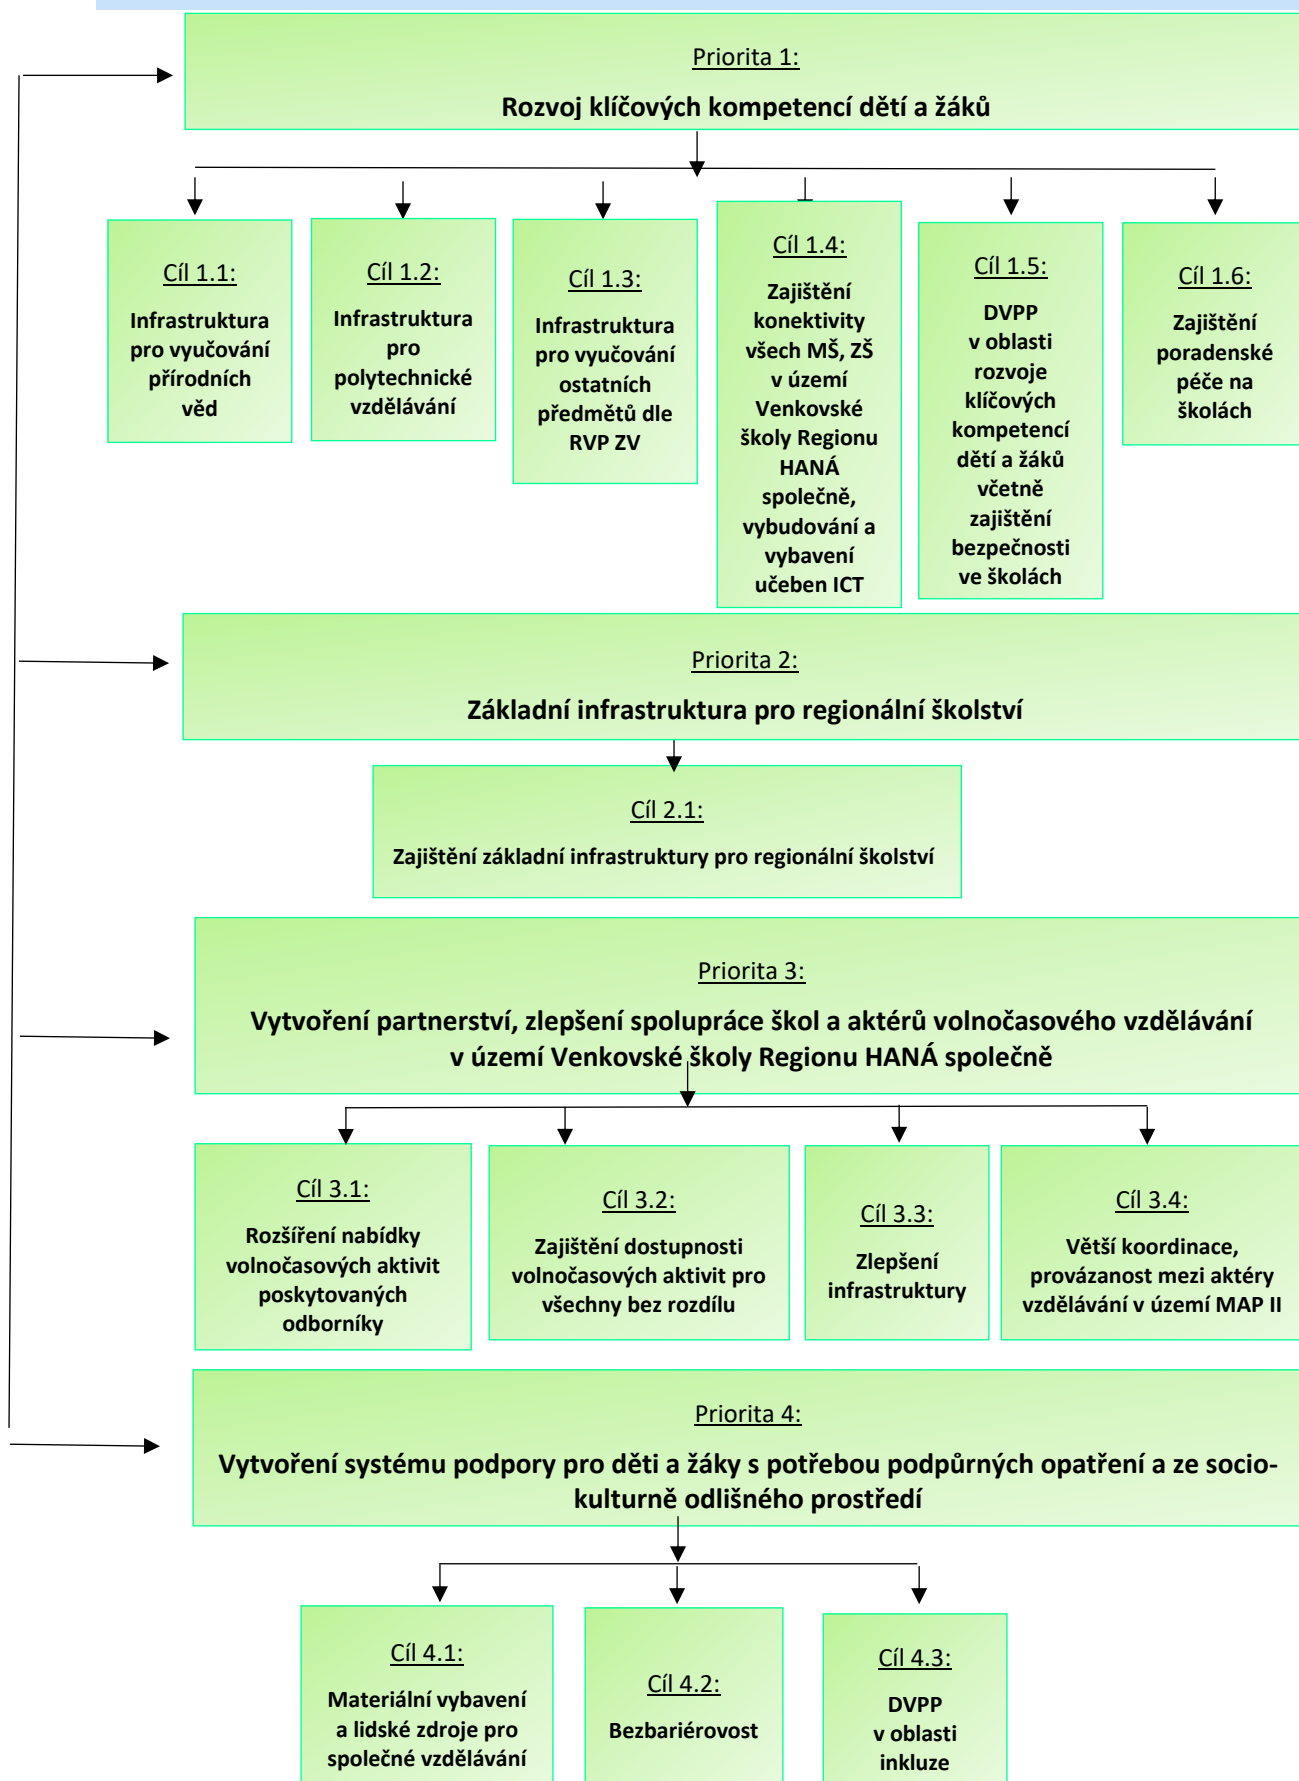 Priorita 1:
Rozvoj klíčových kompetencí dětí a žáků
Cíl 1.1:
Infrastruktura
pro vyučování
přírodních
věd
Cíl 1.2:
Infrastruktura
pro
polytechnické
vzdělávání
Cíl 1.3:
Infrastruktura
pro vyučování
ostatních
předmětů dle
RVP ZV
Cíl 1.4:
Zajištění
konektivity
všech MŠ, ZŠ
v území
Venkovské
školy Regionu
HANÁ
společně,
vybudování a
vybavení
učeben ICT
Cíl 1.5:
DVPP
v oblasti
rozvoje
klíčových
kompetencí
dětí a žáků
včetně
zajištění
bezpečnosti
ve školách
Cíl 1.6:
Zajištění
poradenské
péče na
školách
Priorita 2:
Základní infrastruktura pro regionální školství
Cíl 2.1:
Zajištění základní infrastruktury pro regionální školství
Priorita 3:
Vytvoření partnerství, zlepšení spolupráce škol a aktérů volnočasového vzdělávání
v území Venkovské školy Regionu HANÁ společně
Cíl 3.1:
Rozšíření nabídky
volnočasových aktivit
poskytovaných
odborníky
Cíl 3.2:
Zajištění dostupnosti
volnočasových aktivit pro
všechny bez rozdílu
Cíl 3.3:
Zlepšení
infrastruktury
Cíl 3.4:
Větší koordinace,
provázanost mezi aktéry
vzdělávání v území MAP II
Priorita 4:
Vytvoření systému podpory pro děti a žáky s potřebou podpůrných opatření a ze socio-
kulturně odlišného prostředí
Cíl 4.1:
Materiální vybavení
a lidské zdroje pro
společné vzdělávání
Cíl 4.2:
Bezbariérovost
Cíl 4.3:
DVPP
v oblasti
inkluze